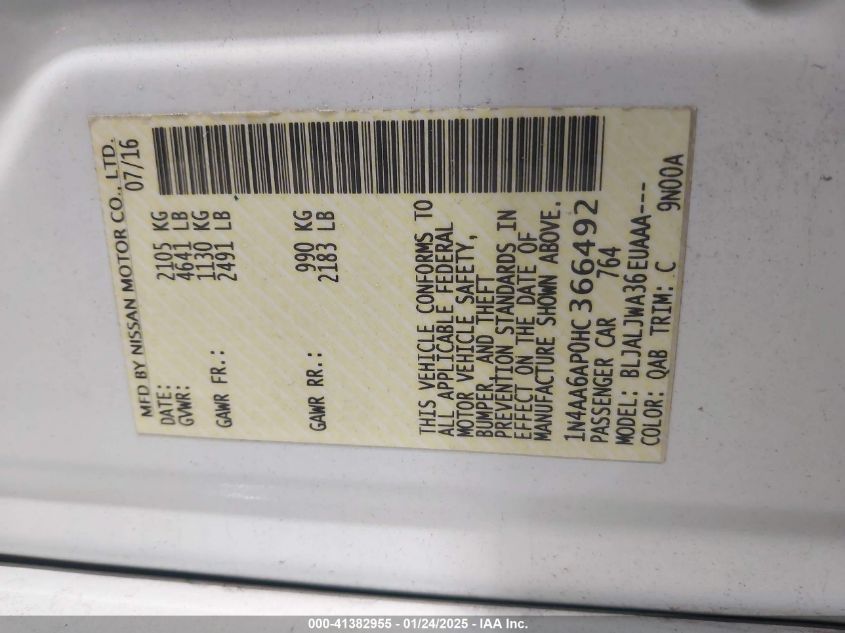 MFD BY NISSAN MOTOR CO., LTD.
DATE: 07/16
GVWR: 2105 KG
4641 LB
GAWR FR.: 1130 KG
2491 LB
GAWR RR.: 990 KG
2183 LB
THIS VEHICLE CONFORMS TO
ALL APPLICABLE FEDERAL
MOTOR VEHICLE SAFETY,
BUMPER, AND THEFT
PREVENTION STANDARDS IN
EFFECT ON THE DATE OF
MANUFACTURE SHOWN ABOVE.
1N4AA6AP0HC366492
PASSENGER CAR 764
MODEL: BLJALJWA36EUAAA---
COLOR: QAB TRIM: C 9N00A
000-41382955 - 01/24/2025 - IAA Inc.